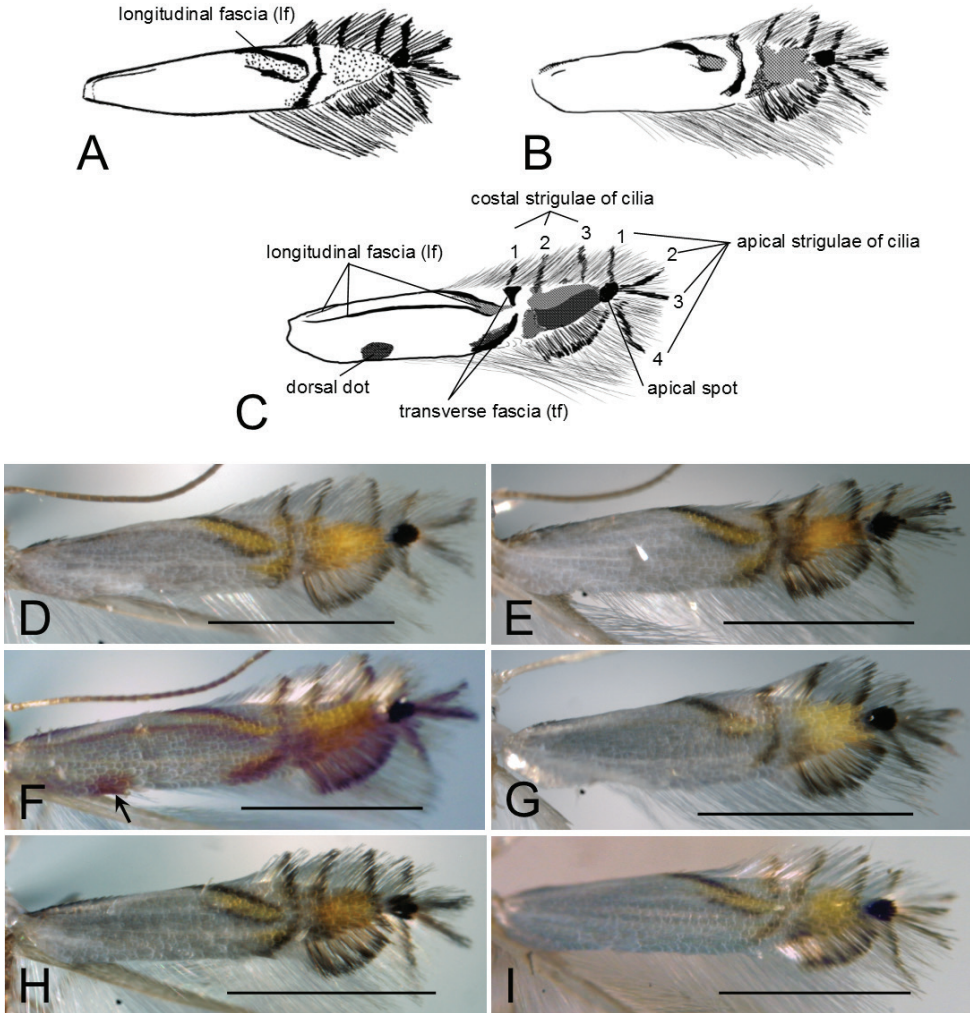 longitudinal fascia (lf)
A
B
costal strigulae of cilia
1 2 3 1
apical strigulae of cilia
2
longitudinal fascia (lf)
3
4
dorsal dot
apical spot
C
transverse fascia (tf)
D
E
F
G
H
I